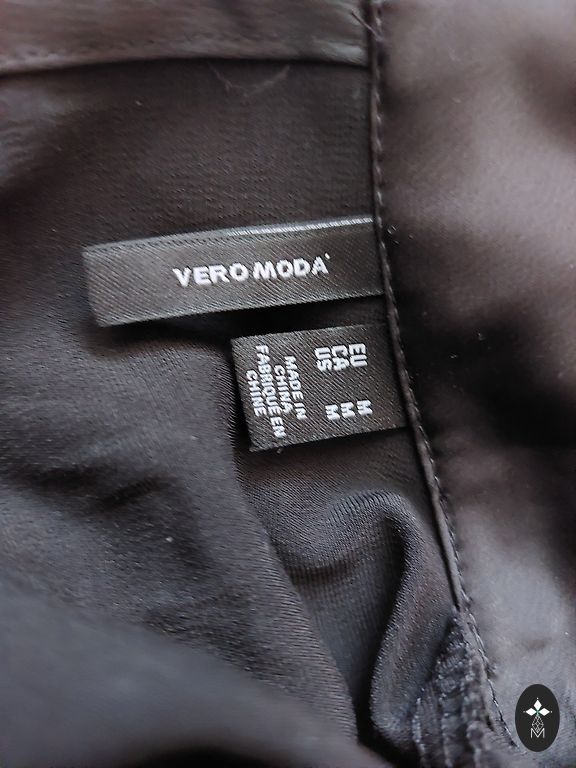 VERO MODA
EU M
CA M
US M
MADE IN
CHINA
FABRIQUE EN
CHINE
M